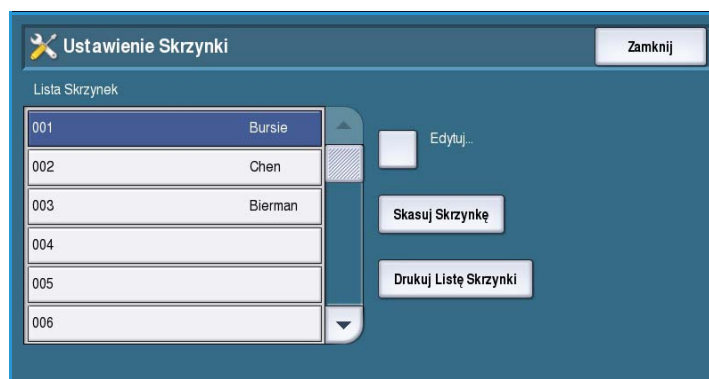 Ustawienie Skrzynki
Zamknij
Lista Skrzynek
001 Bursie
002 Chen
003 Bierman
004
005
006
Edytuj...
Skasuj Skrzynkę
Drukuj Listę Skrzynki